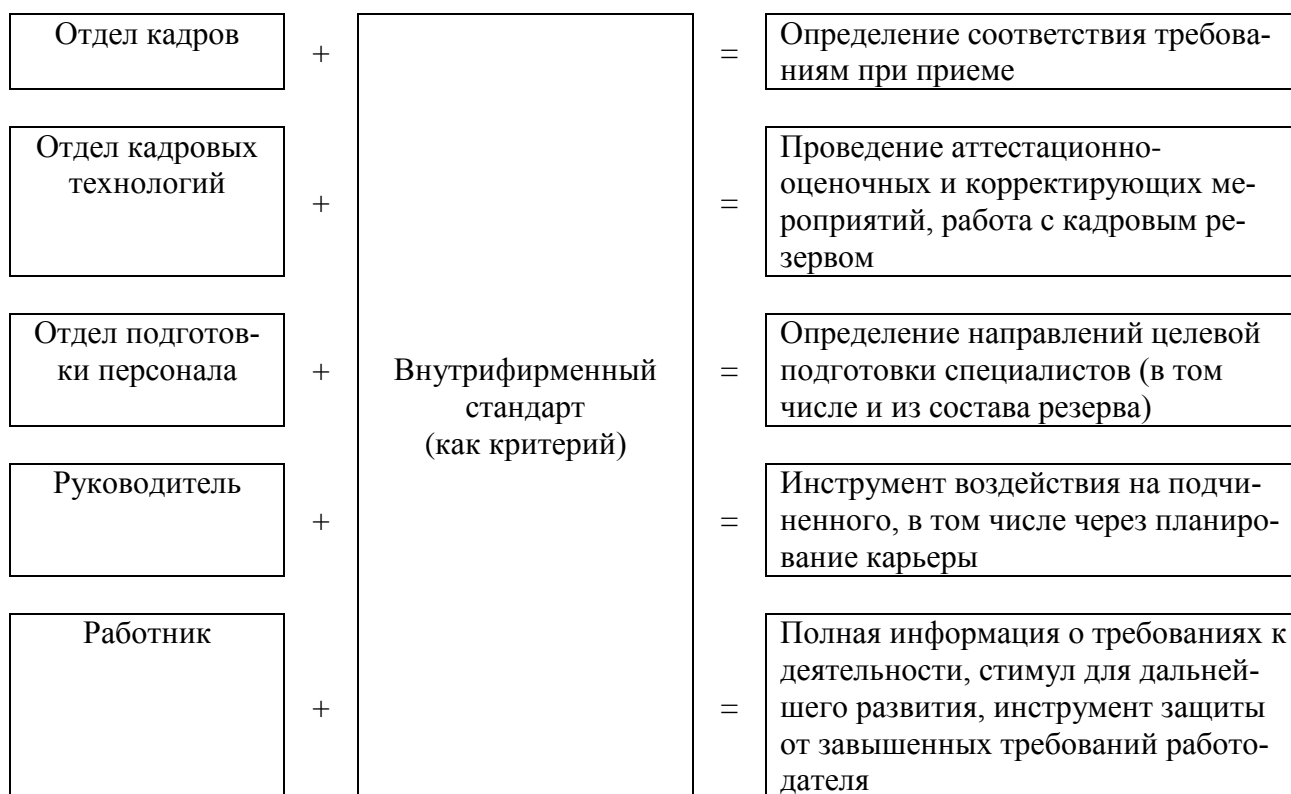 Отдел кадров
+
=
Определение соответствия требова-
ниям при приеме
Отдел кадровых
технологий
+
=
Проведение аттестационно-
оценочных и корректирующих ме-
роприятий, работа с кадровым ре-
зервом
Отдел подготов-
ки персонала
+
Внутрифирменный
стандарт
(как критерий)
=
Определение направлений целевой
подготовки специалистов (в том
числе и из состава резерва)
Руководитель
+
=
Инструмент воздействия на подчи-
ненного, в том числе через планиро-
вание карьеры
Работник
+
=
Полная информация о требованиях к
деятельности, стимул для дальней-
шего развития, инструмент защиты
от завышенных требований работо-
дателя